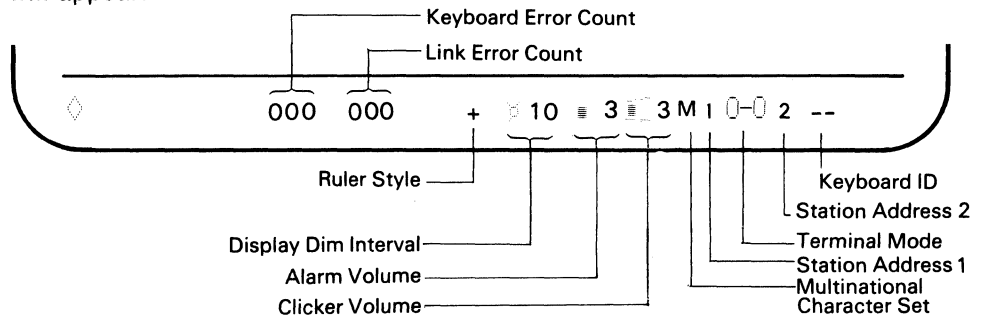 Keyboard Error Count
Link Error Count
000 000 + 10 3 3 M 1 0-0 2 --
Ruler Style
Keyboard ID
Station Address 2
Display Dim Interval
Terminal Mode
Alarm Volume
Station Address 1
Multinational
Clicker Volume
Character Set